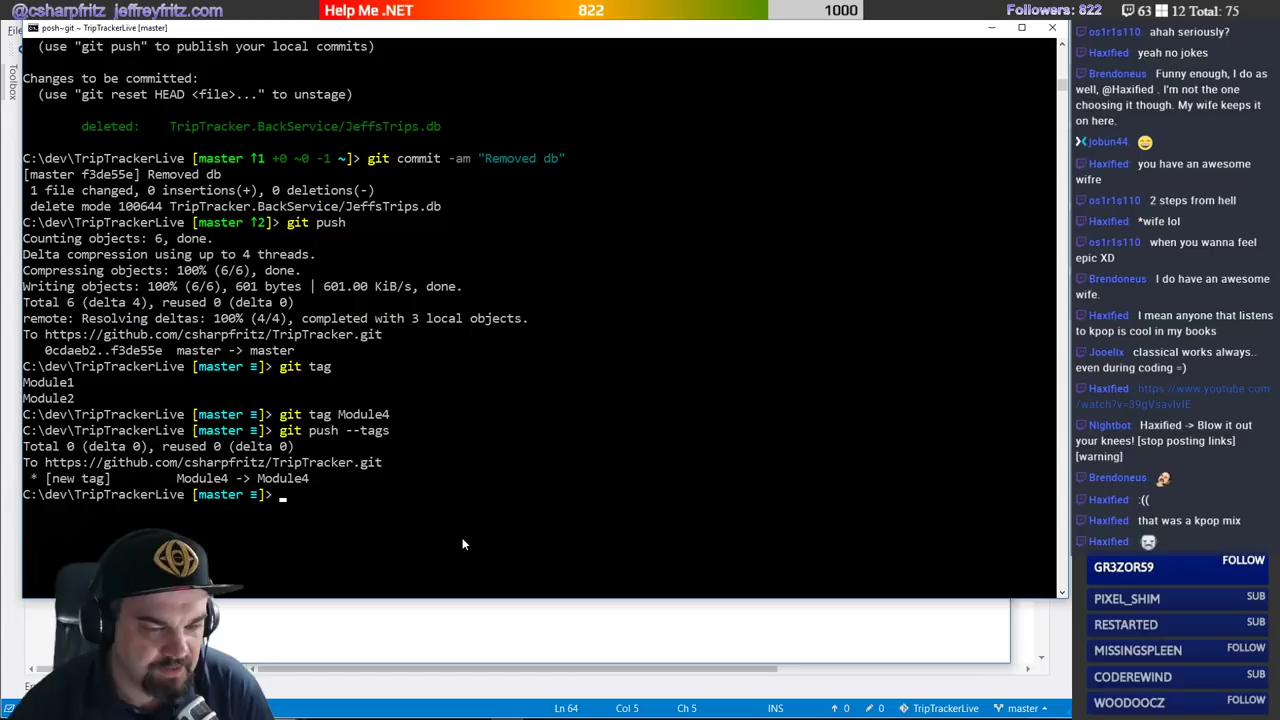 @csharpfritz jeffreyfritz.com
Help Me .NET
822
1000
Followers: 822
63
12 Total: 75
posh~git ~ TripTrackerLive [master]
File
Toolbox
(use "git push" to publish your local commits)
Changes to be committed:
(use "git reset HEAD <file>..." to unstage)
deleted: TripTracker.BackService/JeffsTrips.db
C:\dev\TripTrackerLive [master ↑1 +0 ~0 -1 ~]> git commit -am "Removed db"
[master f3de55e] Removed db
1 file changed, 0 insertions(+), 0 deletions(-)
delete mode 100644 TripTracker.BackService/JeffsTrips.db
C:\dev\TripTrackerLive [master ↑2]> git push
Counting objects: 6, done.
Delta compression using up to 4 threads.
Compressing objects: 100% (6/6), done.
Writing objects: 100% (6/6), 601 bytes | 601.00 KiB/s, done.
Total 6 (delta 4), reused 0 (delta 0)
remote: Resolving deltas: 100% (4/4), completed with 3 local objects.
To https://github.com/csharpfritz/TripTracker.git
0cdaeb2..f3de55e master -> master
C:\dev\TripTrackerLive [master ≡]> git tag
Module1
Module2
C:\dev\TripTrackerLive [master ≡]> git tag Module4
C:\dev\TripTrackerLive [master ≡]> git push --tags
Total 0 (delta 0), reused 0 (delta 0)
To https://github.com/csharpfritz/TripTracker.git
* [new tag] Module4 -> Module4
C:\dev\TripTrackerLive [master ≡]>
Ln 64
Col 5
Ch 5
INS
0
0
TripTrackerLive
master
os1r1s110 ahah seriously?
Haxified yeah no jokes
Brendoneus Funny enough, I do as
well, @Haxified . I'm not the one
choosing it though. My wife keeps it
on here.
jobun44
Haxified you have an awesome
wifre
os1r1s110 2 steps from hell
Haxified *wife lol
os1r1s110 when you wanna feel
epic XD
Brendoneus I do have an awesome
wife.
Haxified I mean anyone that listens
to kpop is cool in my books
Jooelix classical works always..
even during coding =)
Haxified https://www.youtube.com
/watch?v=39gVsavIvIE
Nightbot Haxified -> Blow it out
your knees! [stop posting links]
[warning]
Brendoneus
Haxified :((
Haxified that was a kpop mix
Haxified
GR3ZOR59 FOLLOW
PIXEL_SHIM SUB
RESTARTED SUB
MISSINGSPLEEN FOLLOW
CODEREWIND SUB
WOODOOCZ FOLLOW